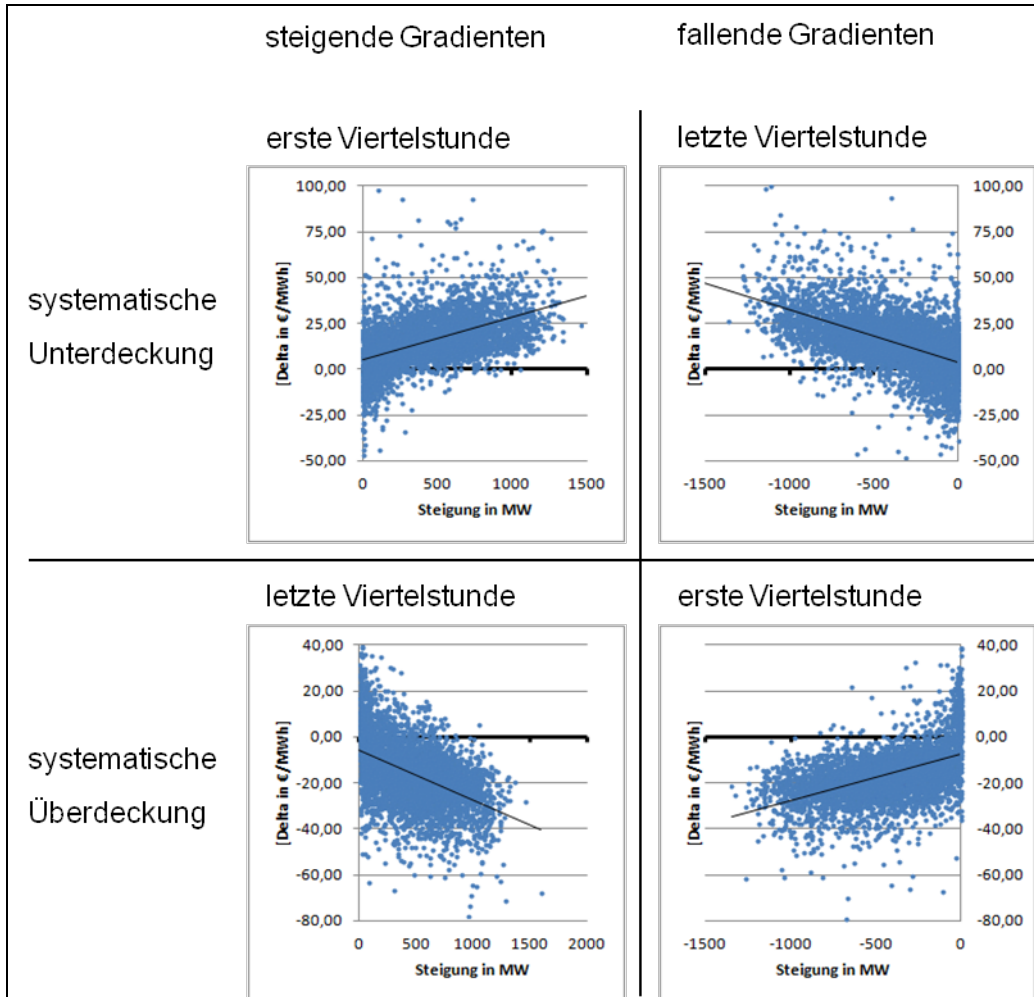 steigende Gradienten
fallende Gradienten
systematische
Unterdeckung
erste Viertelstunde
[Delta in €/MWh]
100,00
75,00
50,00
25,00
0,00
-25,00
-50,00
0 500 1000 1500
Steigung in MW
letzte Viertelstunde
[Delta in €/MWh]
100,00
75,00
50,00
25,00
0,00
-25,00
-50,00
-1500 -1000 -500 0
Steigung in MW
systematische
Überdeckung
letzte Viertelstunde
[Delta in €/MWh]
40,00
20,00
0,00
-20,00
-40,00
-60,00
-80,00
0 500 1000 1500 2000
Steigung in MW
erste Viertelstunde
[Delta in €/MWh]
40,00
20,00
0,00
-20,00
-40,00
-60,00
-80,00
-1500 -1000 -500 0
Steigung in MW